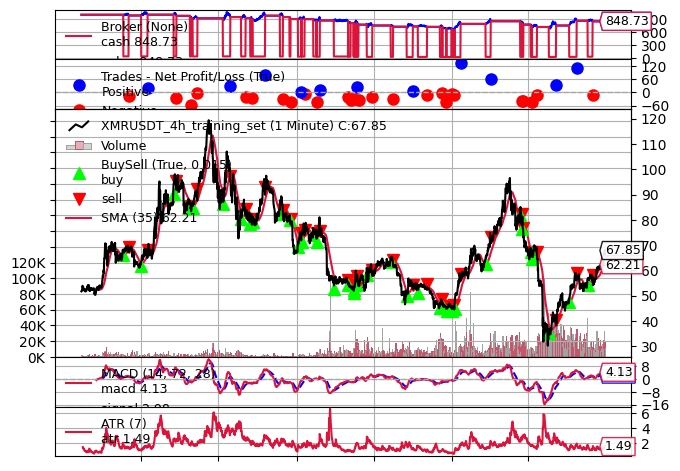 Broker (None)
cash 848.73
848.73
600
300
0
Trades - Net Profit/Loss (True)
Positive
Negative
120
60
0
−60
XMRUSDT_4h_training_set (1 Minute) C:67.85
Volume
BuySell (True, 0.015)
buy
sell
SMA (35) 62.21
120
110
100
90
80
70
67.85
62.21
60
50
40
30
120K
100K
80K
60K
40K
20K
0K
MACD (14, 72, 28)
macd 4.13
8
4.13
0
−8
−16
ATR (7)
atr 1.49
6
4
2
1.49